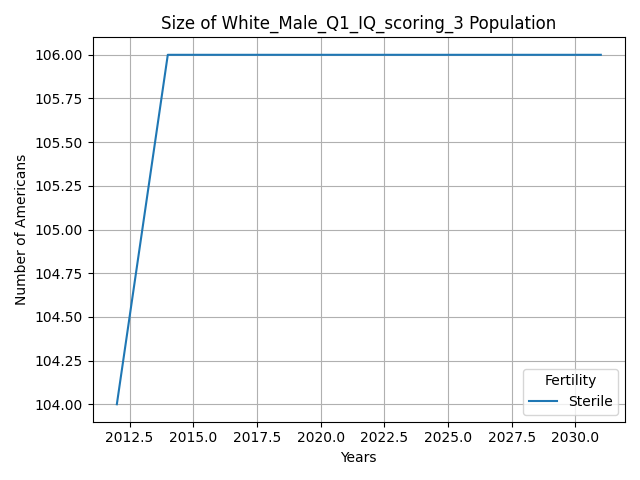 Size of White_Male_Q1_IQ_scoring_3 Population
106.00
105.75
105.50
105.25
105.00
104.75
104.50
104.25
104.00
Number of Americans
Fertility
Sterile
2012.5 2015.0 2017.5 2020.0 2022.5 2025.0 2027.5 2030.0
Years